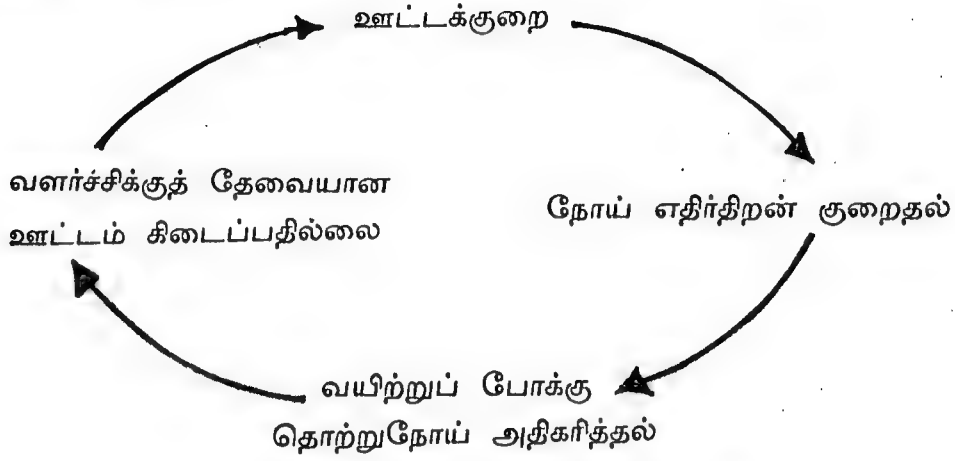 ஊட்டக்குறை
வளர்ச்சிக்குத் தேவையான
ஊட்டம் கிடைப்பதில்லை
நோய் எதிர்திறன் குறைதல்
வயிற்றுப் போக்கு
தொற்றுநோய் அதிகரித்தல்